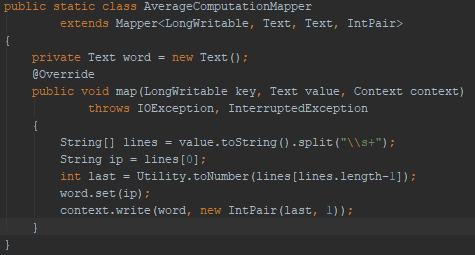 public static class AverageComputationMapper
        extends Mapper<LongWritable, Text, Text, IntPair>
{
    private Text word = new Text();
    @Override
    public void map(LongWritable key, Text value, Context context)
            throws IOException, InterruptedException
    {
        String[] lines = value.toString().split("\\s+");
        String ip = lines[0];
        int last = Utility.toNumber(lines[lines.length-1]);
        word.set(ip);
        context.write(word, new IntPair(last, 1));
    }
}